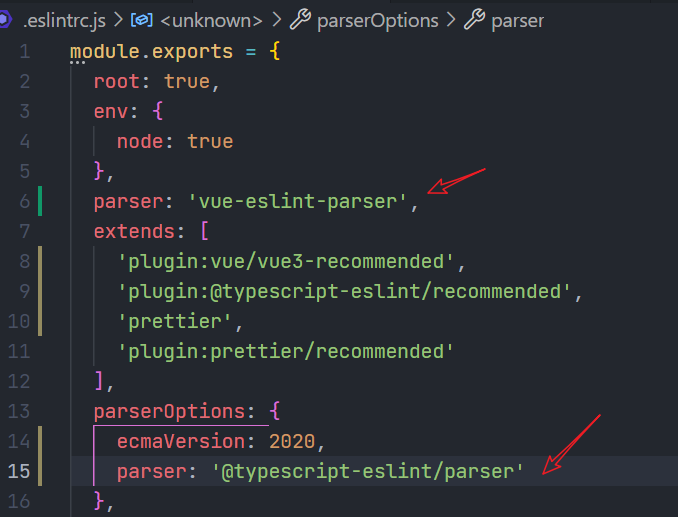 .eslintrc.js > <unknown> > parserOptions > parser
1 module.exports = {
2 root: true,
3 env: {
4 node: true
5 },
6 parser: 'vue-eslint-parser',
7 extends: [
8 'plugin:vue/vue3-recommended',
9 'plugin:@typescript-eslint/recommended',
10 'prettier',
11 'plugin:prettier/recommended'
12 ],
13 parserOptions: {
14 ecmaVersion: 2020,
15 parser: '@typescript-eslint/parser'
16 },